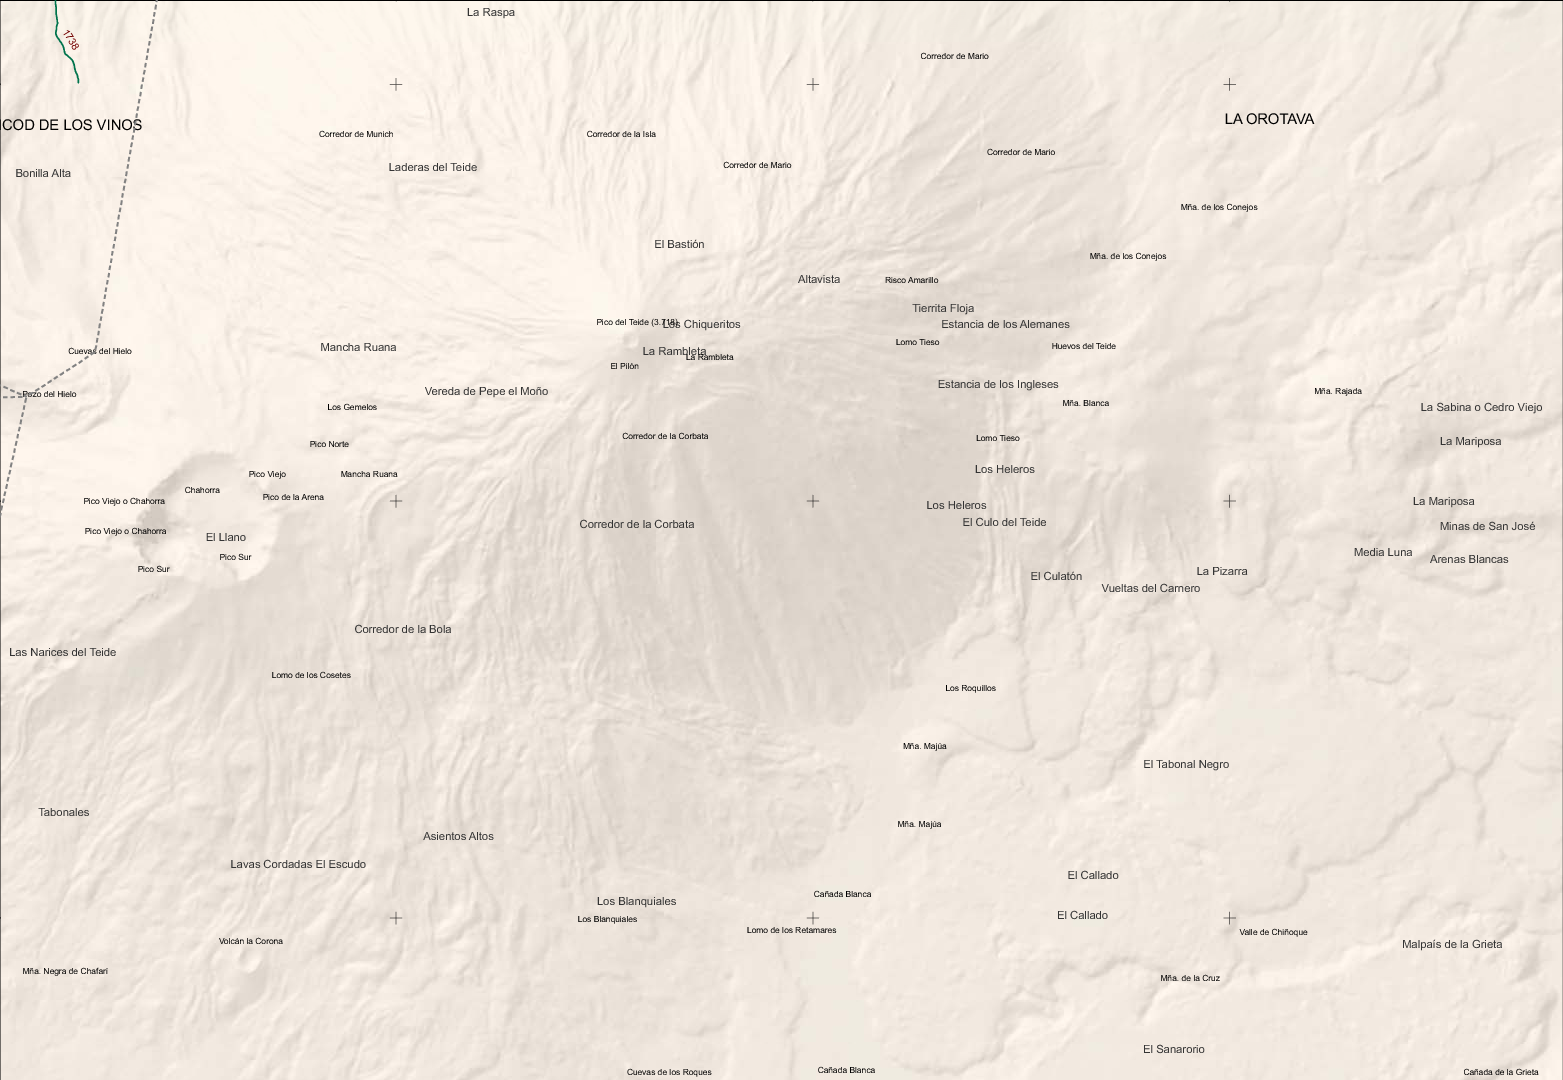 La Raspa
1738
Corredor de Mario
LA OROTAVA
ICOD DE LOS VINOS
Corredor de Munich
Corredor de la Isla
Corredor de Mario
Corredor de Mario
Laderas del Teide
Bonilla Alta
Mña. de los Conejos
El Bastión
Mña. de los Conejos
Altavista
Risco Amarillo
Tierrita Floja
Pico del Teide (3.718)
Los Chiqueritos
Estancia de los Alemanes
Lomo Tieso
Huevos del Teide
Mancha Ruana
Cuevas del Hielo
La Rambleta
La Rambleta
El Pilón
Estancia de los Ingleses
Vereda de Pepe el Moño
Mña. Rajada
Pozo del Hielo
Mña. Blanca
Los Gemelos
La Sabina o Cedro Viejo
Corredor de la Corbata
Lomo Tieso
La Mariposa
Pico Norte
Los Heleros
Pico Viejo
Mancha Ruana
Chahorra
Pico de la Arena
Pico Viejo o Chahorra
La Mariposa
Los Heleros
El Culo del Teide
Corredor de la Corbata
Minas de San José
Pico Viejo o Chahorra
El Llano
Media Luna
Arenas Blancas
Pico Sur
Pico Sur
La Pizarra
El Culatón
Vueltas del Carnero
Corredor de la Bola
Las Narices del Teide
Lomo de los Cosetes
Los Roquillos
Mña. Majúa
El Tabonal Negro
Tabonales
Mña. Majúa
Asientos Altos
Lavas Cordadas El Escudo
El Callado
Cañada Blanca
Los Blanquiales
Los Blanquiales
El Callado
Lomo de los Retamares
Valle de Chiñoque
Volcán la Corona
Malpaís de la Grieta
Mña. Negra de Chafarí
Mña. de la Cruz
El Sanarorio
Cuevas de los Roques
Cañada Blanca
Cañada de la Grieta